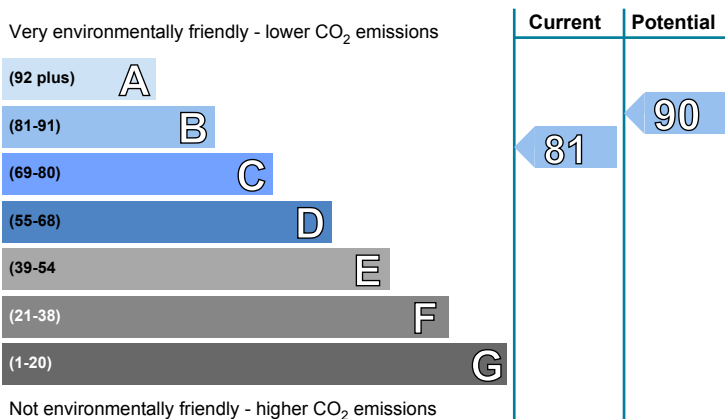 Very environmentally friendly - lower CO2 emissions
Current
Potential
(92 plus) A
(81-91) B
(69-80) C
(55-68) D
(39-54 E
(21-38) F
(1-20) G
81
90
Not environmentally friendly - higher CO2 emissions